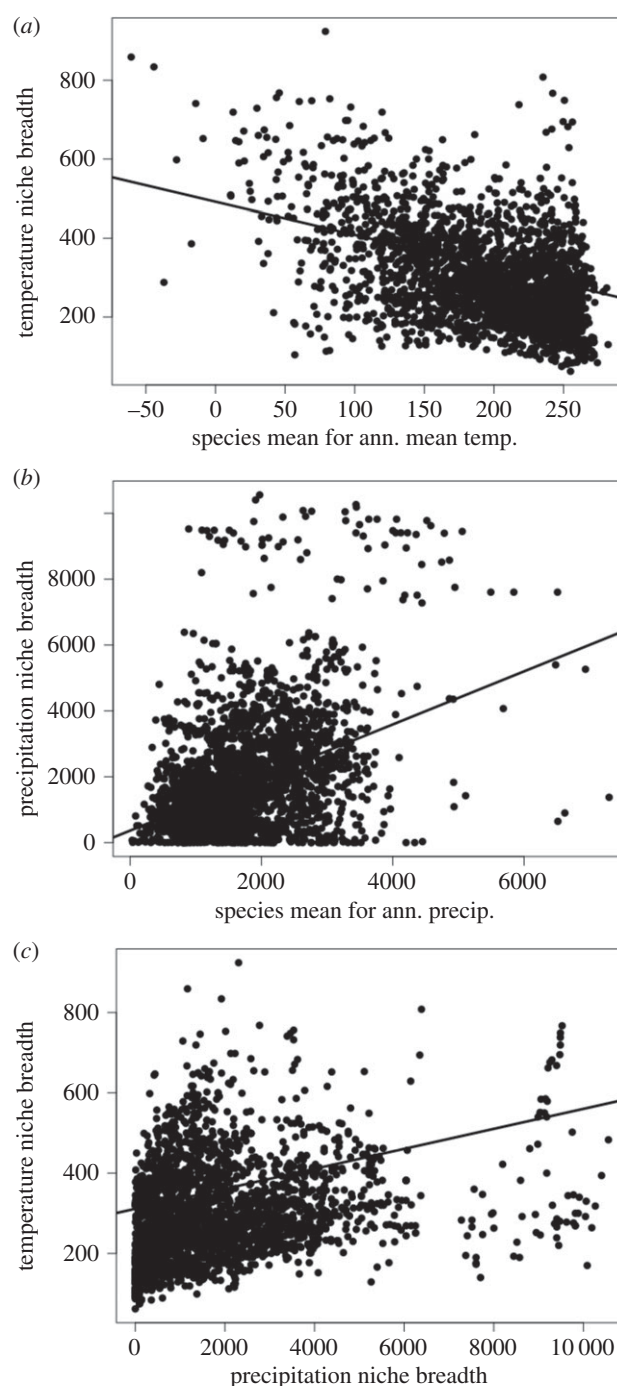 (a)
800
600
400
200
temperature niche breadth
–50 0 50 100 150 200 250
species mean for ann. mean temp.
(b)
8000
6000
4000
2000
0
precipitation niche breadth
0 2000 4000 6000
species mean for ann. precip.
(c)
800
600
400
200
temperature niche breadth
0 2000 4000 6000 8000 10 000
precipitation niche breadth